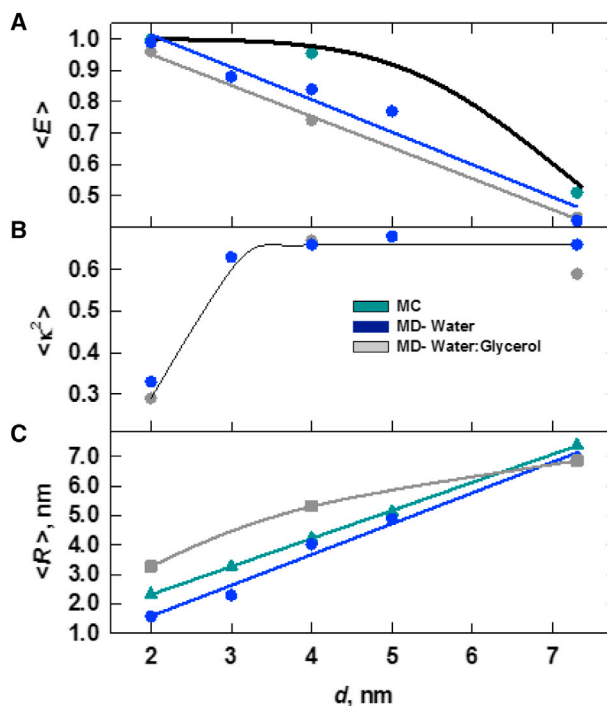 A
1.0
0.9
0.8
0.7
0.6
0.5
<E>
B
0.6
0.5
0.4
0.3
<κ²>
MC
MD- Water
MD- Water:Glycerol
C
7.0
6.0
5.0
4.0
3.0
2.0
1.0
<R>, nm
2 3 4 5 6 7
d, nm